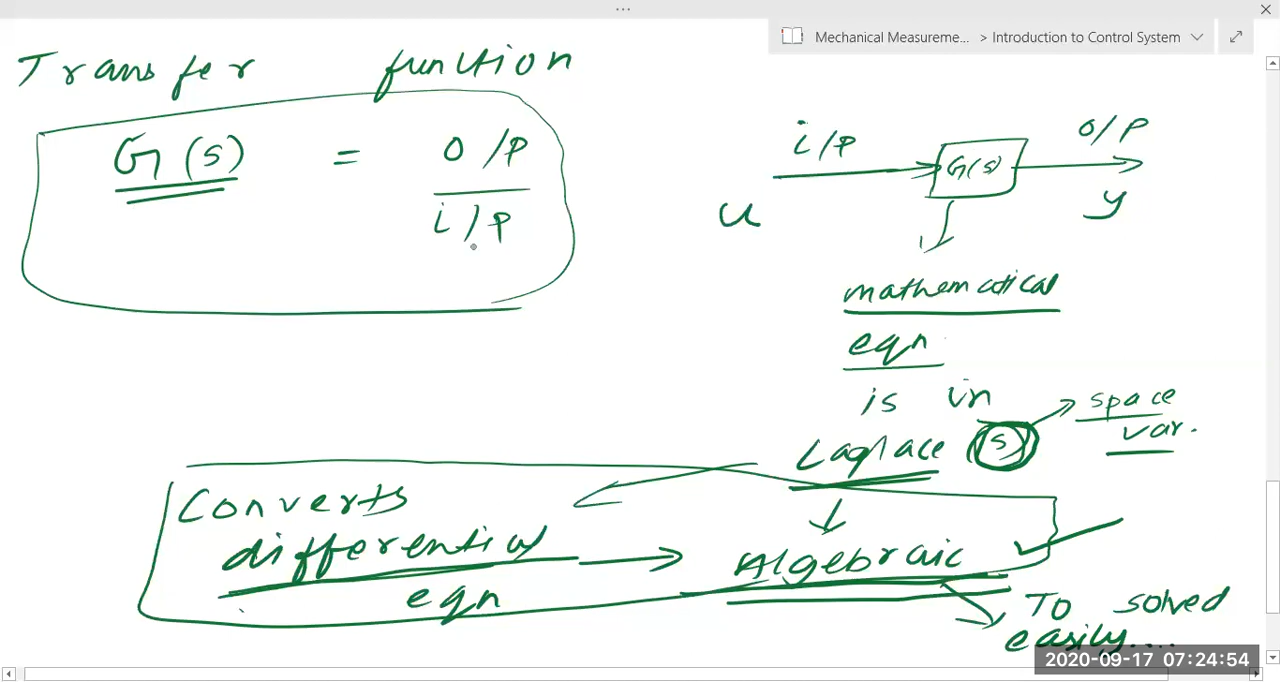 ...
Mechanical Measureme... > Introduction to Control System
Transfer function
G(s) = O/P
i/P
i/P
G(s)
O/P
u
y
mathematical
eqn
is in
Laplace (s)
space
var.
Converts
differential
eqn
Algebraic
To solved
easily....
2020-09-17 07:24:54